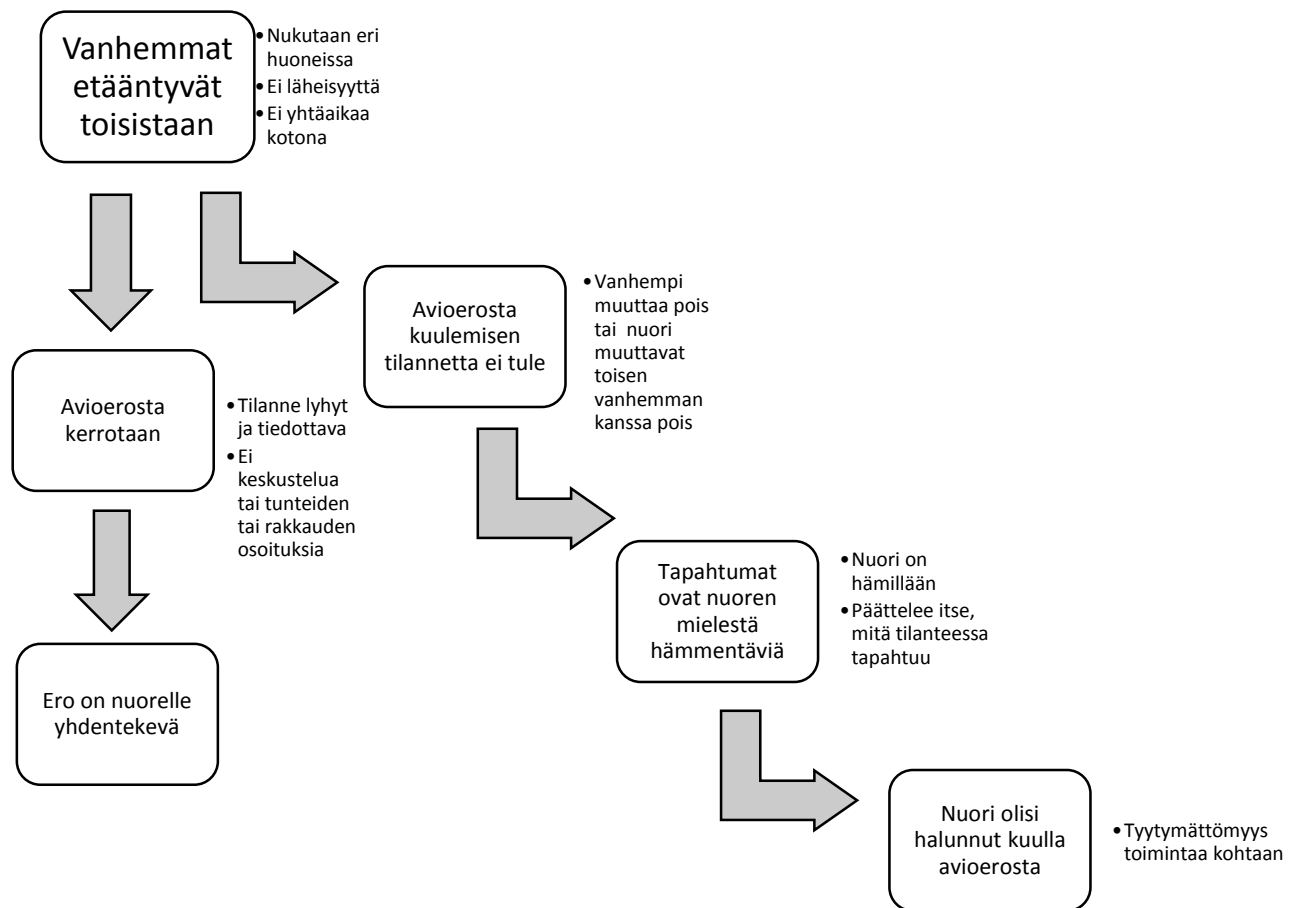 Vanhemmat
etääntyvät
toisistaan
•Nukutaan eri
huoneissa
•Ei läheisyyttä
•Ei yhtäaikaa
kotona
Avioerosta
kuulemisen
tilannetta ei tule
•Vanhempi
muuttaa pois
tai nuori
muuttavat
toisen
vanhemman
kanssa pois
Avioerosta
kerrotaan
•Tilanne lyhyt
ja tiedottava
•Ei
keskustelua
tai tunteiden
tai rakkauden
osoituksia
Tapahtumat
ovat nuoren
mielestä
hämmentäviä
•Nuori on
hämillään
•Päättelee itse,
mitä tilanteessa
tapahtuu
Ero on nuorelle
yhdentekevä
Nuori olisi
halunnut kuulla
avioerosta
•Tyytymättömyys
toimintaa kohtaan